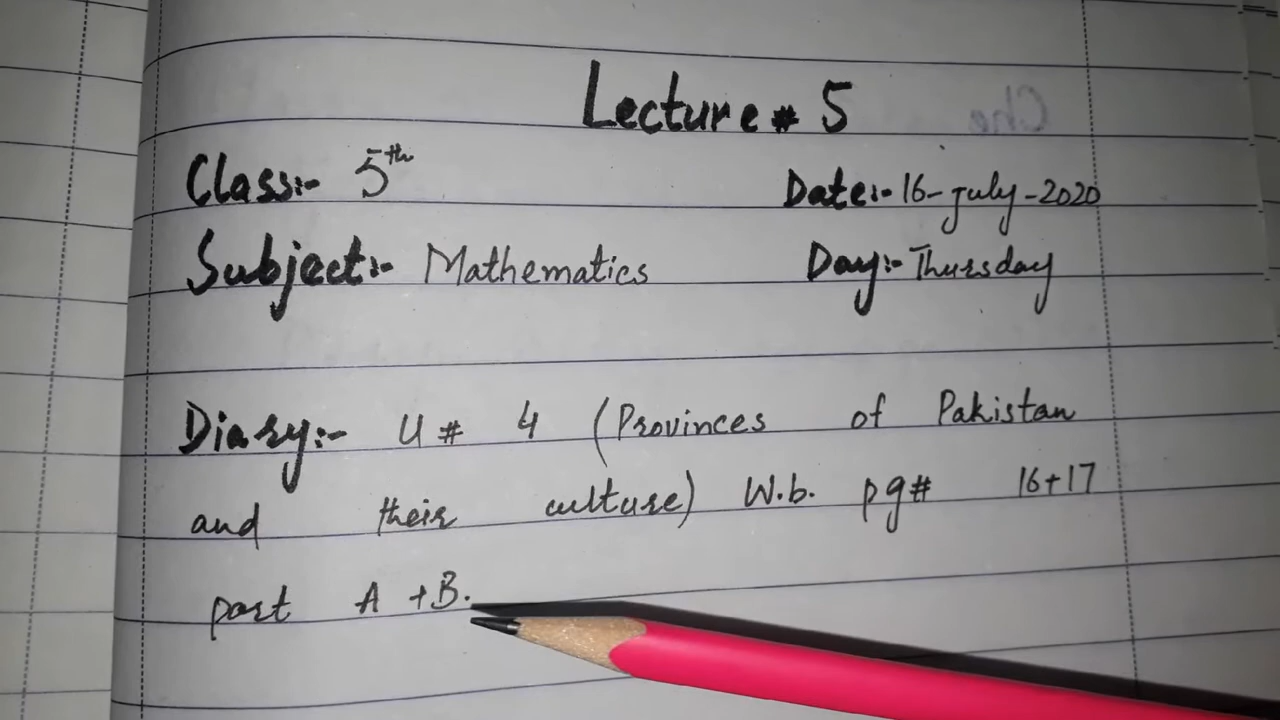 Lecture # 5
Class:- 5th Date:- 16-july-2020
Subject:- Mathematics Day:- Thursday
Diary:- U# 4 (Provinces of Pakistan
and their culture) W.b. pg# 16+17
part A +B.